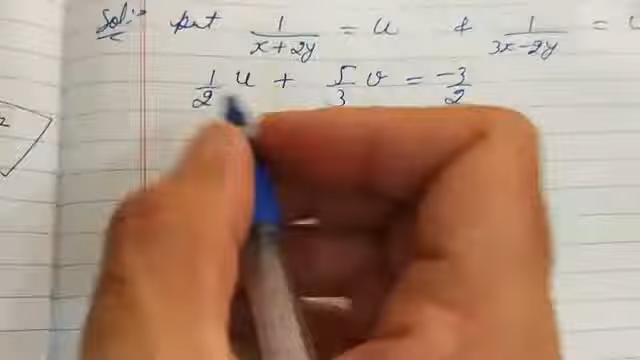 Sol:- put 1/(x+2y) = u & 1/(3x-2y) =
1/2 u + 5/3 v = -3/2